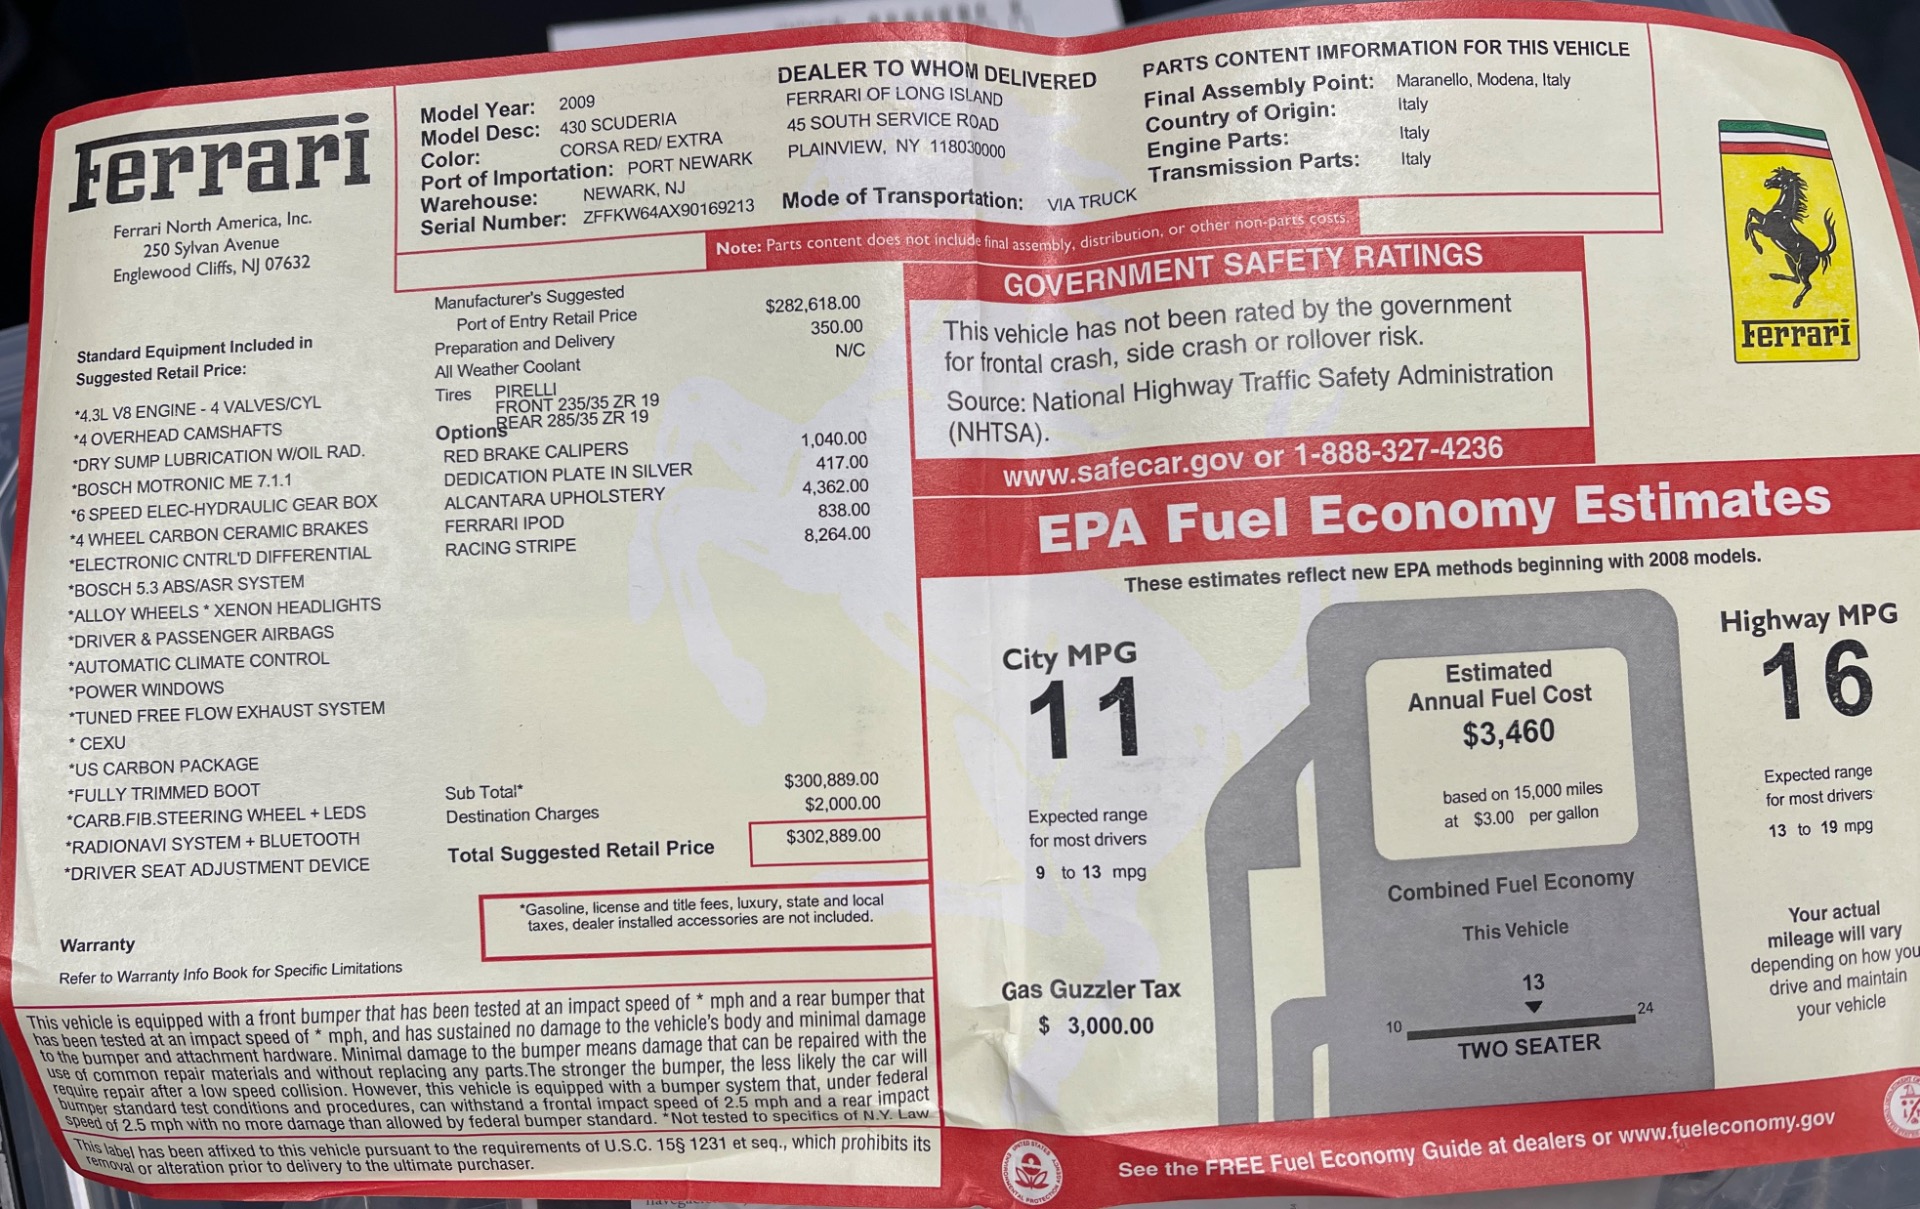 Ferrari
Ferrari North America, Inc.
250 Sylvan Avenue
Englewood Cliffs, NJ 07632
Model Year: 2009
Model Desc: 430 SCUDERIA
Color: CORSA RED/ EXTRA
Port of Importation: PORT NEWARK
Warehouse: NEWARK, NJ
Serial Number: ZFFKW64AX90169213
DEALER TO WHOM DELIVERED
FERRARI OF LONG ISLAND
45 SOUTH SERVICE ROAD
PLAINVIEW, NY 118030000
Mode of Transportation: VIA TRUCK
PARTS CONTENT IMFORMATION FOR THIS VEHICLE
Final Assembly Point: Maranello, Modena, Italy
Country of Origin: Italy
Engine Parts: Italy
Transmission Parts: Italy
Note: Parts content does not include final assembly, distribution, or other non-parts costs.
Ferrari
Standard Equipment Included in
Suggested Retail Price:
*4.3L V8 ENGINE - 4 VALVES/CYL
*4 OVERHEAD CAMSHAFTS
*DRY SUMP LUBRICATION W/OIL RAD.
*BOSCH MOTRONIC ME 7.1.1
*6 SPEED ELEC-HYDRAULIC GEAR BOX
*4 WHEEL CARBON CERAMIC BRAKES
*ELECTRONIC CNTRL'D DIFFERENTIAL
*BOSCH 5.3 ABS/ASR SYSTEM
*ALLOY WHEELS * XENON HEADLIGHTS
*DRIVER & PASSENGER AIRBAGS
*AUTOMATIC CLIMATE CONTROL
*POWER WINDOWS
*TUNED FREE FLOW EXHAUST SYSTEM
* CEXU
*US CARBON PACKAGE
*FULLY TRIMMED BOOT
*CARB.FIB.STEERING WHEEL + LEDS
*RADIONAVI SYSTEM + BLUETOOTH
*DRIVER SEAT ADJUSTMENT DEVICE
Warranty
Refer to Warranty Info Book for Specific Limitations
Manufacturer's Suggested
Port of Entry Retail Price $282,618.00
Preparation and Delivery 350.00
All Weather Coolant N/C
Tires PIRELLI
FRONT 235/35 ZR 19
REAR 285/35 ZR 19
Options
RED BRAKE CALIPERS 1,040.00
DEDICATION PLATE IN SILVER 417.00
ALCANTARA UPHOLSTERY 4,362.00
FERRARI IPOD 838.00
RACING STRIPE 8,264.00
Sub Total* $300,889.00
Destination Charges $2,000.00
Total Suggested Retail Price $302,889.00
*Gasoline, license and title fees, luxury, state and local
taxes, dealer installed accessories are not included.
This vehicle is equipped with a front bumper that has been tested at an impact speed of * mph and a rear bumper that
has been tested at an impact speed of * mph, and has sustained no damage to the vehicle's body and minimal damage
to the bumper and attachment hardware. Minimal damage to the bumper means damage that can be repaired with the
use of common repair materials and without replacing any parts.The stronger the bumper, the less likely the car will
require repair after a low speed collision. However, this vehicle is equipped with a bumper system that, under federal
bumper standard test conditions and procedures, can withstand a frontal impact speed of 2.5 mph and a rear impact
speed of 2.5 mph with no more damage than allowed by federal bumper standard. *Not tested to specifics of N.Y. Law
This label has been affixed to this vehicle pursuant to the requirements of U.S.C. 15§ 1231 et seq., which prohibits its
removal or alteration prior to delivery to the ultimate purchaser.
GOVERNMENT SAFETY RATINGS
This vehicle has not been rated by the government
for frontal crash, side crash or rollover risk.
Source: National Highway Traffic Safety Administration
(NHTSA).
www.safecar.gov or 1-888-327-4236
EPA Fuel Economy Estimates
These estimates reflect new EPA methods beginning with 2008 models.
City MPG
11
Expected range
for most drivers
9 to 13 mpg
Gas Guzzler Tax
$ 3,000.00
Estimated
Annual Fuel Cost
$3,460
based on 15,000 miles
at $3.00 per gallon
Combined Fuel Economy
This Vehicle
13
10 24
TWO SEATER
Highway MPG
16
Expected range
for most drivers
13 to 19 mpg
Your actual
mileage will vary
depending on how you
drive and maintain
your vehicle
See the FREE Fuel Economy Guide at dealers or www.fueleconomy.gov